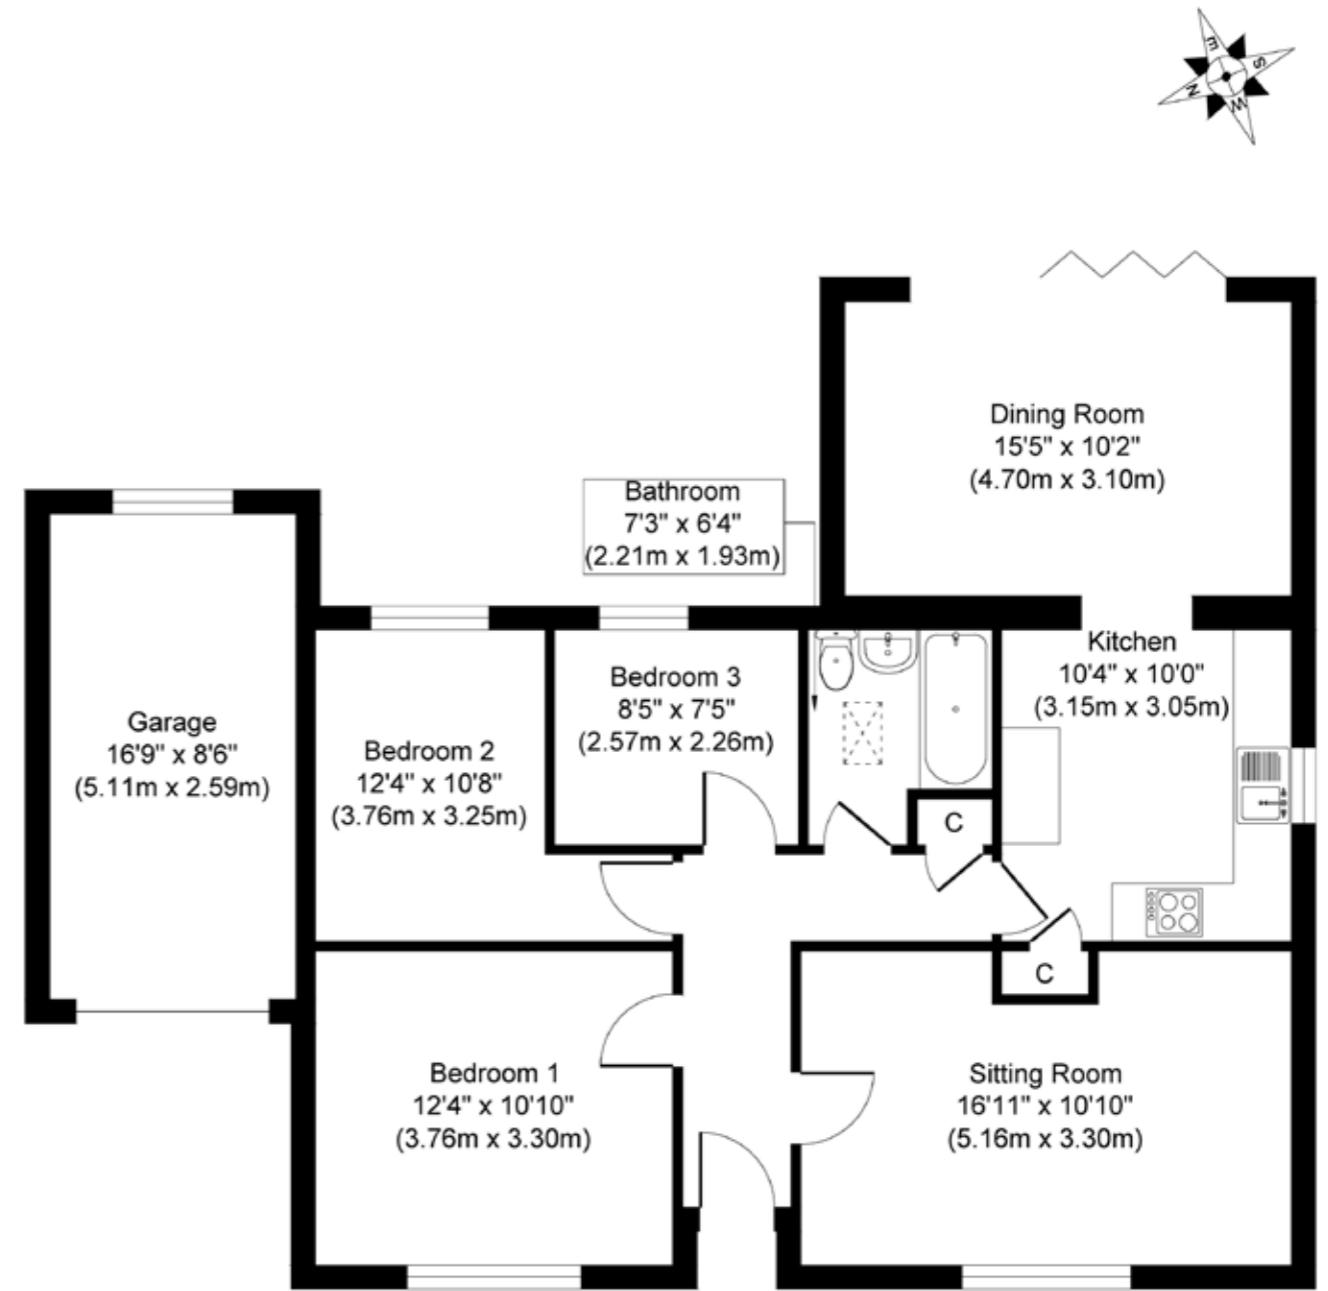 E
S
N
W
Dining Room
15'5" x 10'2"
(4.70m x 3.10m)
Bathroom
7'3" x 6'4"
(2.21m x 1.93m)
Kitchen
10'4" x 10'0"
(3.15m x 3.05m)
Bedroom 3
8'5" x 7'5"
(2.57m x 2.26m)
Garage
16'9" x 8'6"
(5.11m x 2.59m)
Bedroom 2
12'4" x 10'8"
(3.76m x 3.25m)
C
C
Bedroom 1
12'4" x 10'10"
(3.76m x 3.30m)
Sitting Room
16'11" x 10'10"
(5.16m x 3.30m)